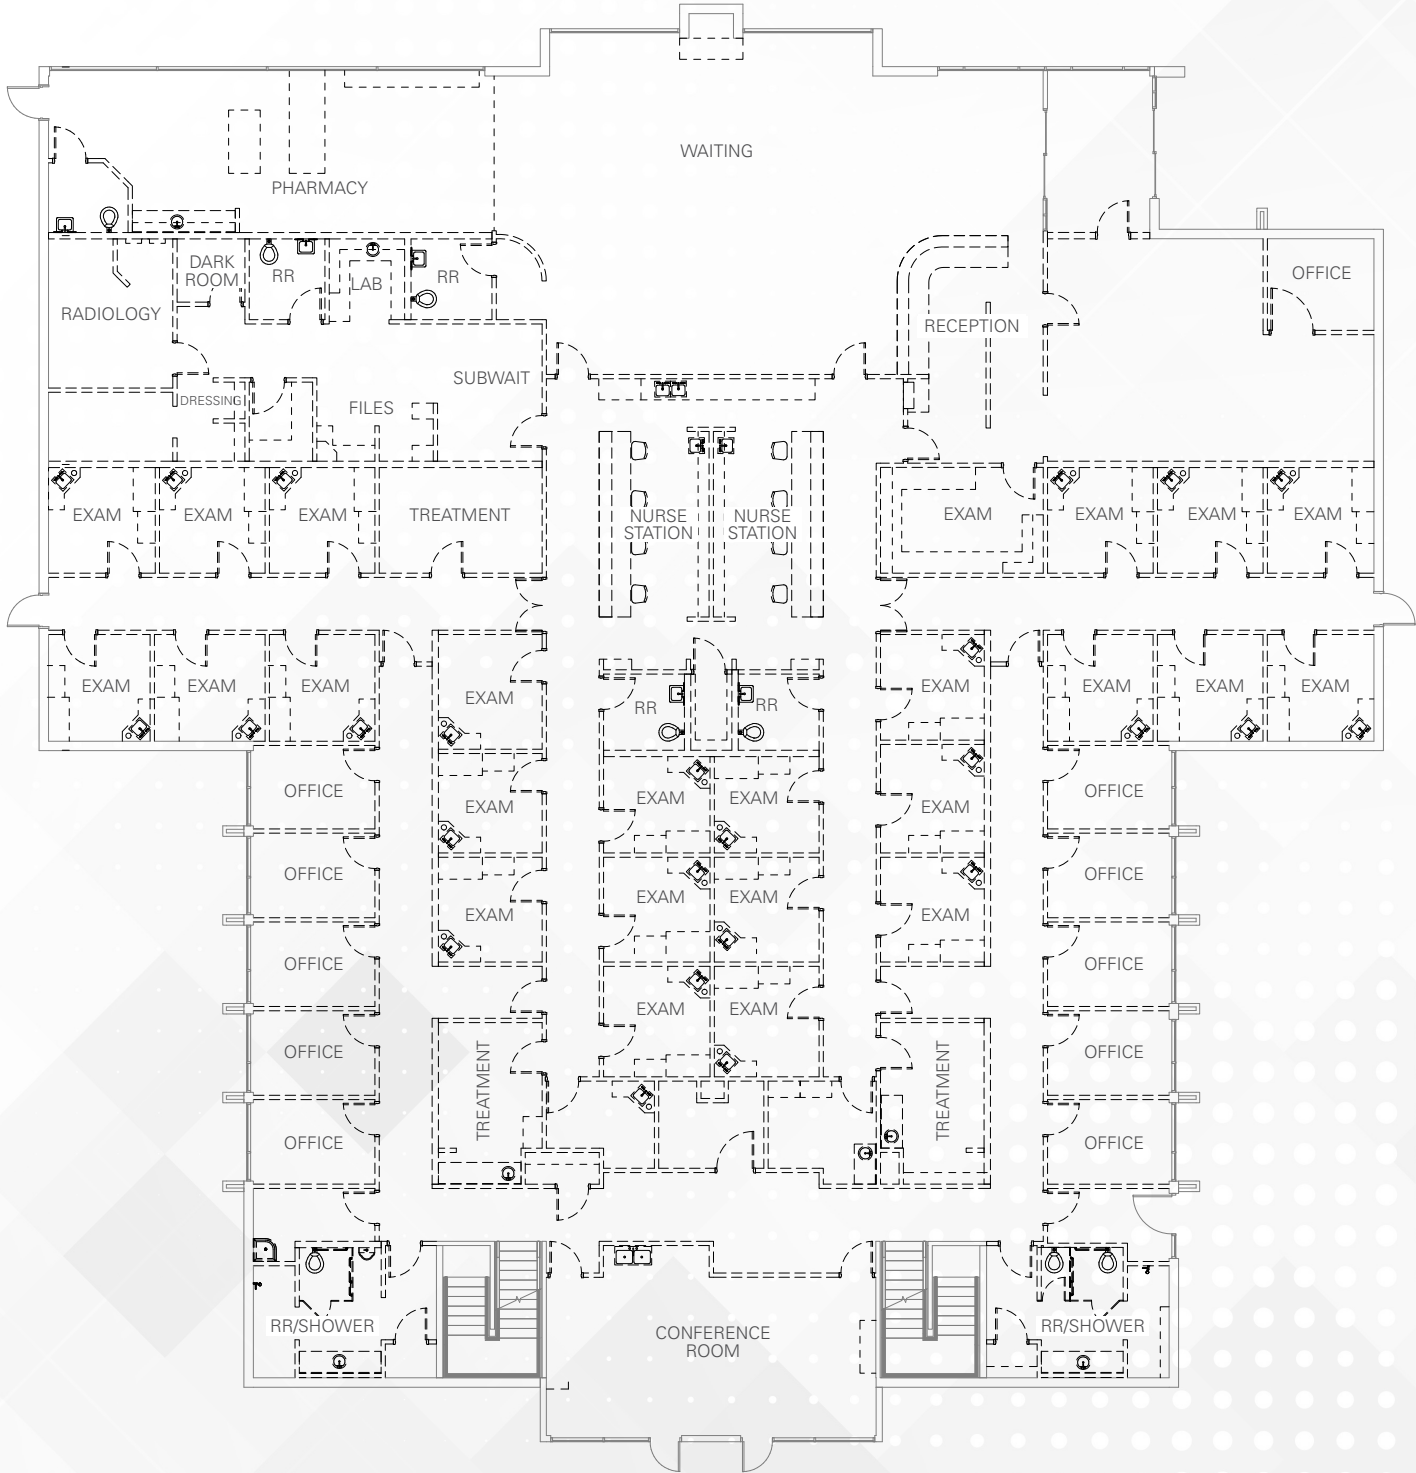 WAITING
PHARMACY
DARK
ROOM
RR
LAB
RR
OFFICE
RADIOLOGY
RECEPTION
SUBWAIT
DRESSING
FILES
EXAM
EXAM
EXAM
TREATMENT
NURSE
STATION
NURSE
STATION
EXAM
EXAM
EXAM
EXAM
EXAM
EXAM
EXAM
EXAM
RR
RR
EXAM
EXAM
EXAM
EXAM
OFFICE
EXAM
EXAM
EXAM
EXAM
OFFICE
OFFICE
EXAM
EXAM
EXAM
EXAM
OFFICE
OFFICE
OFFICE
EXAM
EXAM
OFFICE
TREATMENT
TREATMENT
OFFICE
OFFICE
RR/SHOWER
CONFERENCE
ROOM
RR/SHOWER